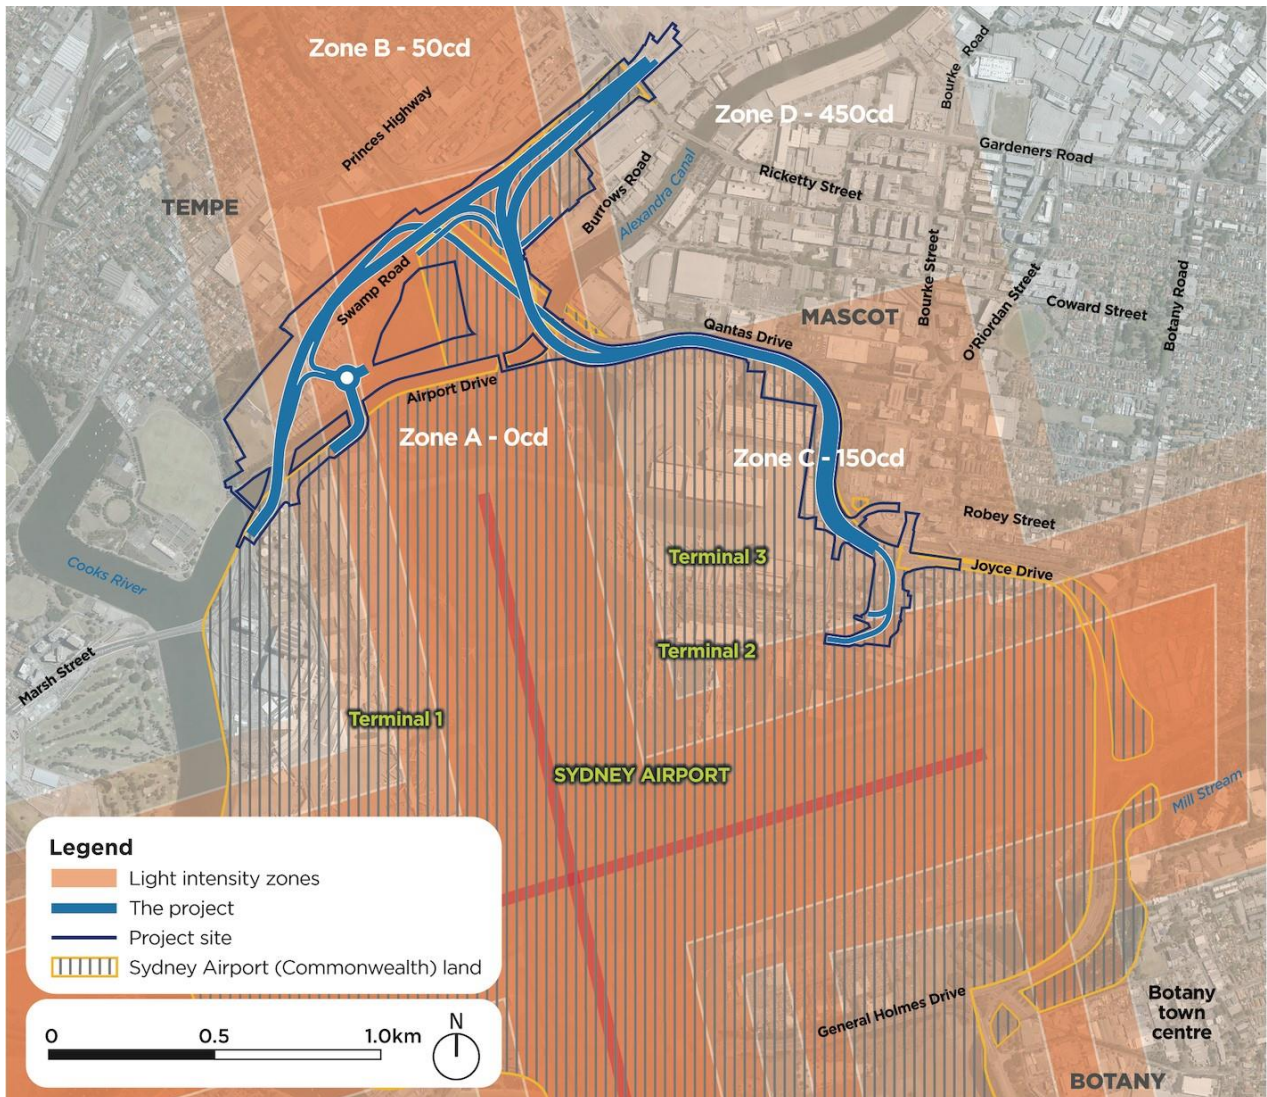 Zone B - 50cd
Bourke Road
Princes Highway
Zone D - 450cd
Gardeners Road
Burrows Road
Alexandra Canal
Ricketty Street
TEMPE
Swamp Road
Bourke Street
O'Riordan Street
Botany Road
Coward Street
MASCOT
Qantas Drive
Airport Drive
Zone A - 0cd
Zone C - 150cd
Robey Street
Terminal 3
Joyce Drive
Cooks River
Terminal 2
Marsh Street
Terminal 1
SYDNEY AIRPORT
Mill Stream
Legend
Light intensity zones
The project
Project site
Sydney Airport (Commonwealth) land
General Holmes Drive
Botany
town
centre
0 0.5 1.0km
N
BOTANY